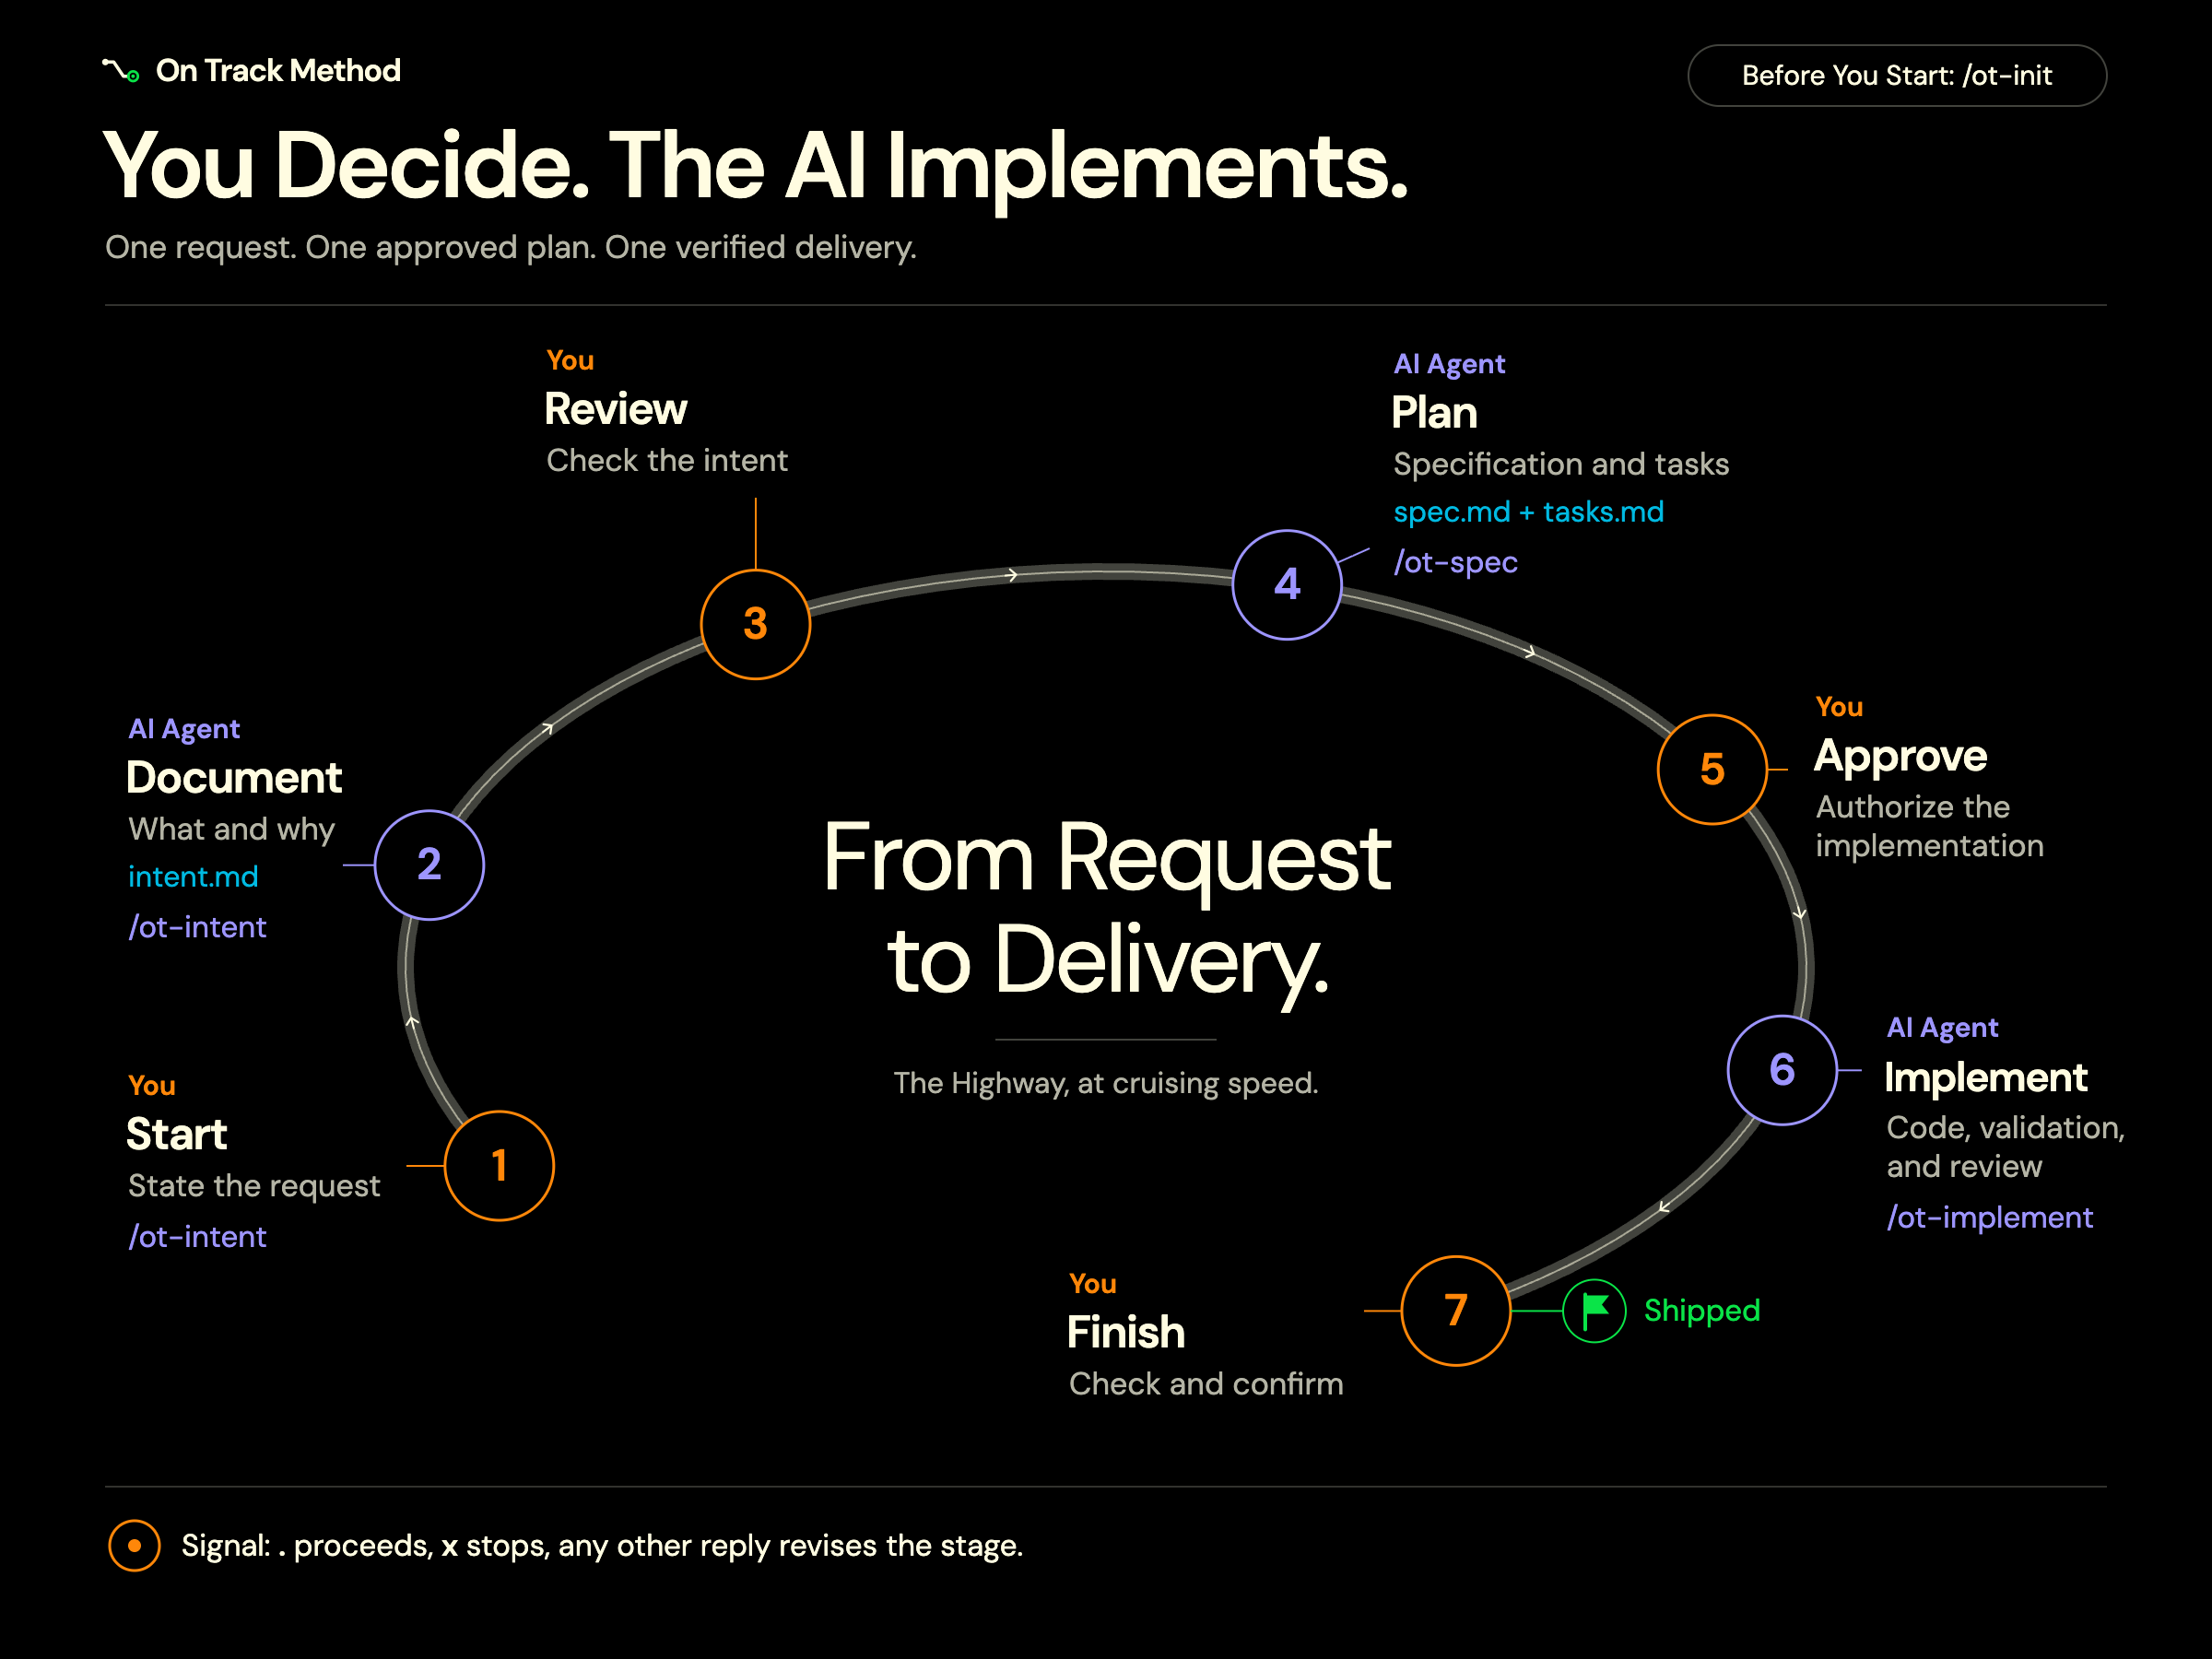 On Track Method
Before You Start: /ot-init
You Decide. The AI Implements.
One request. One approved plan. One verified delivery.
You
Start
State the request
/ot-intent
1
AI Agent
Document
What and why
intent.md
/ot-intent
2
You
Review
Check the intent
3
AI Agent
Plan
Specification and tasks
spec.md + tasks.md
/ot-spec
4
You
Approve
Authorize the
implementation
5
AI Agent
Implement
Code, validation,
and review
/ot-implement
6
You
Finish
Check and confirm
7
Shipped
From Request
to Delivery.
The Highway, at cruising speed.
Signal: . proceeds, x stops, any other reply revises the stage.